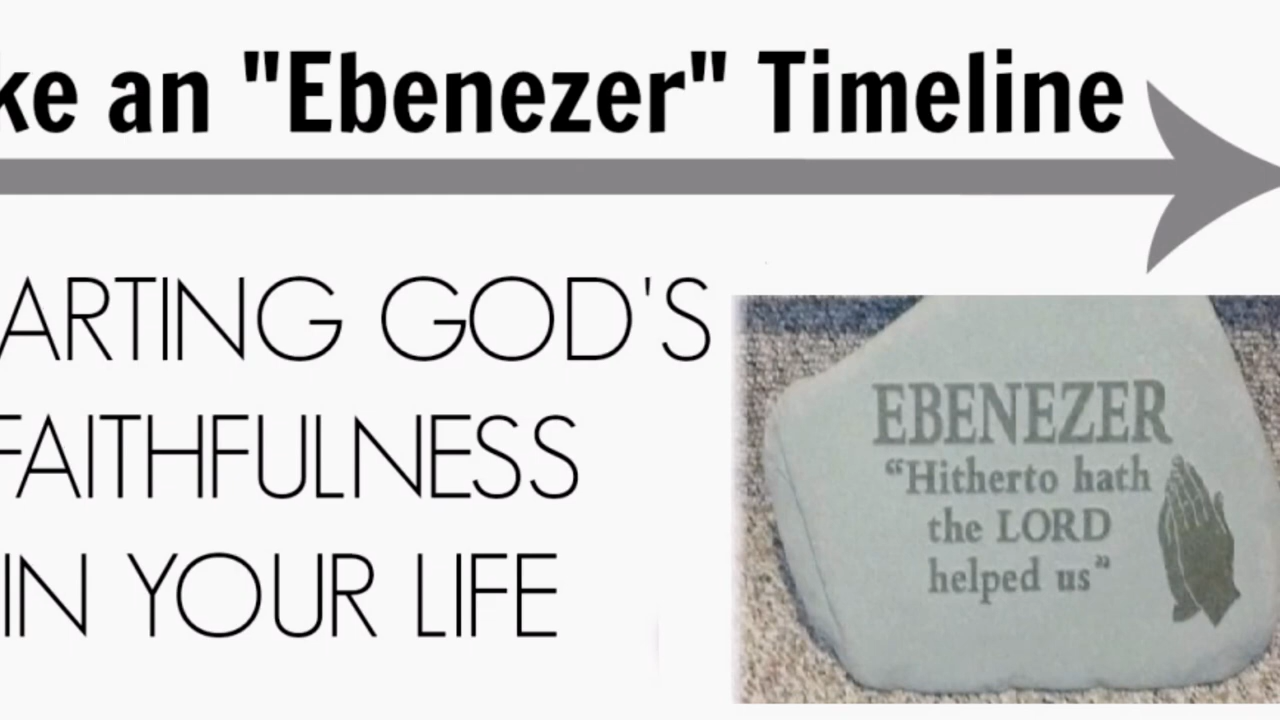 ke an "Ebenezer" Timeline
ARTING GOD'S
FAITHFULNESS
IN YOUR LIFE
EBENEZER
“Hitherto hath
the LORD
helped us”